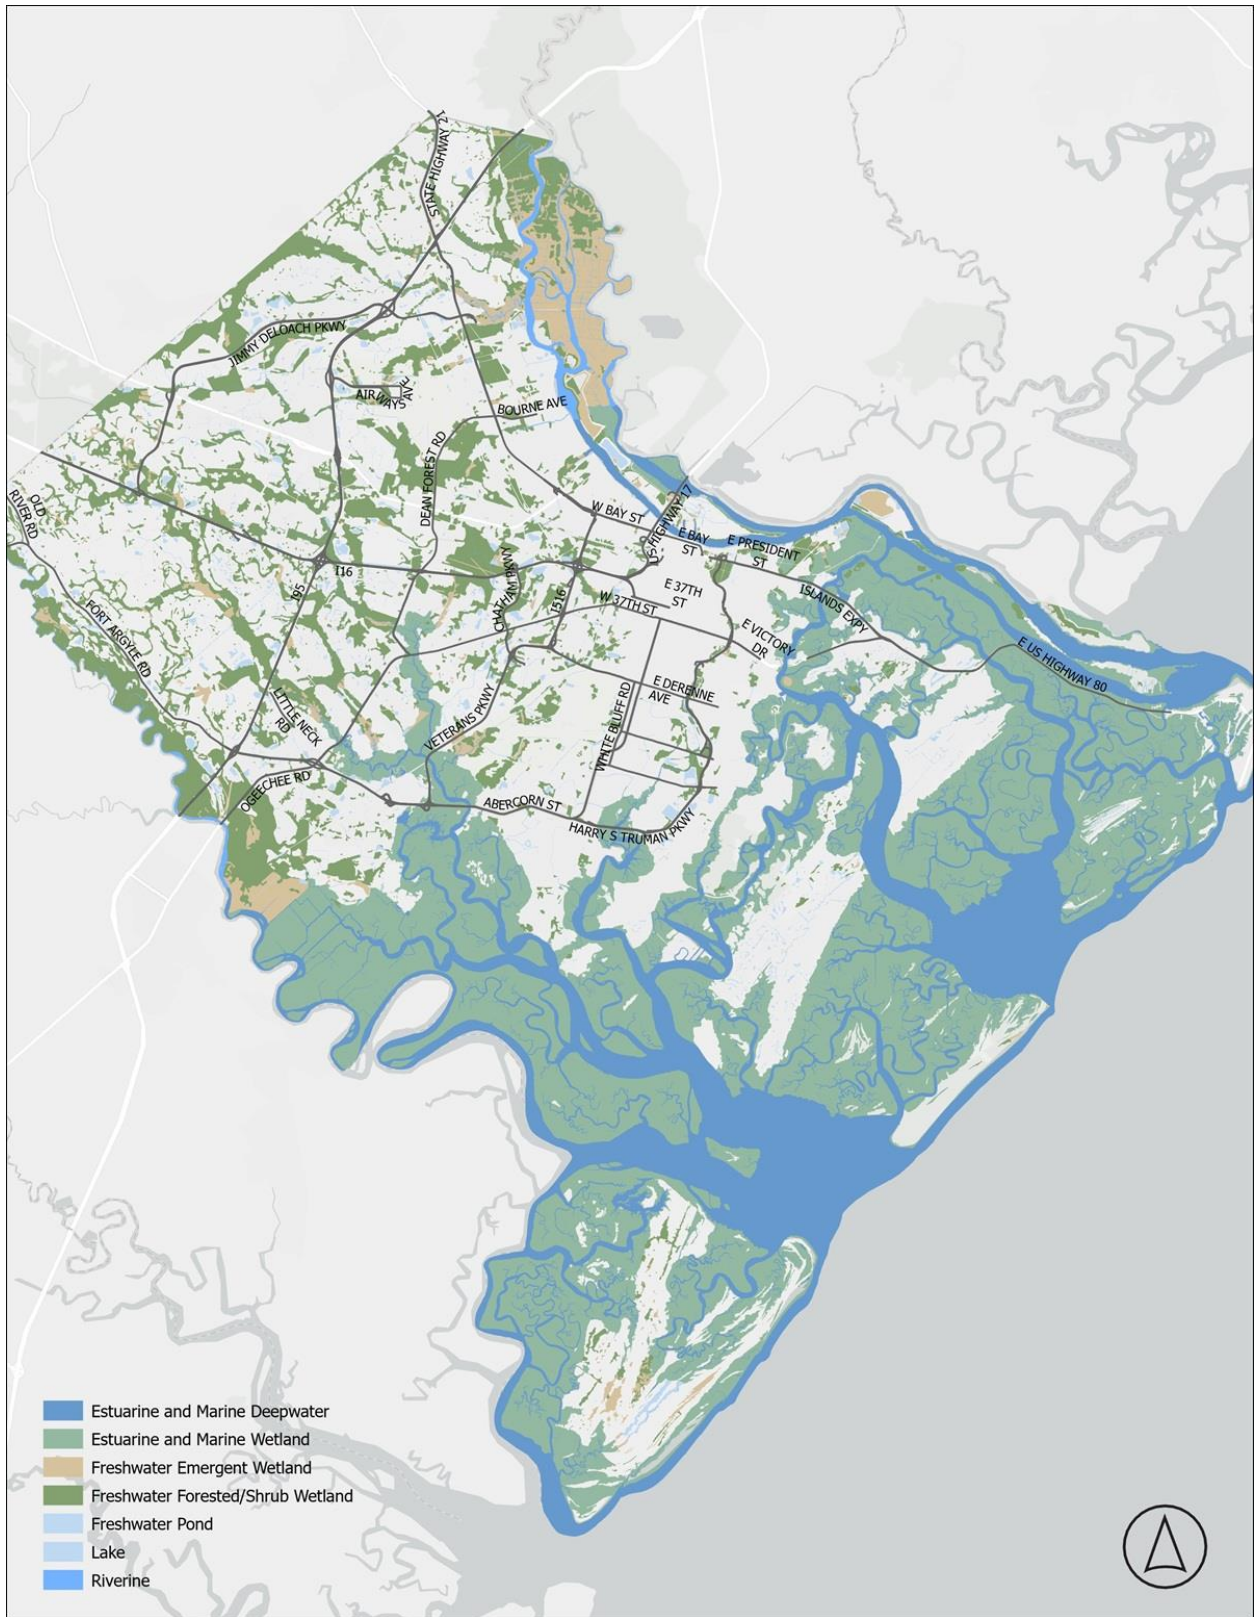 STATE HIGHWAY 21
JIMMY DELOACH PKWY
AIRWAYS
AVE
BOURNE AVE
DEAN FOREST RD
OLD
RIVER RD
W BAY ST
US HIGHWAY 17
E BAY
ST
E PRESIDENT
ST
I16
I95
CHATHAM PKWY
I516
E 37TH
ST
W 37TH ST
ISLANDS EXPY
FORT ARGYLE RD
E VICTORY
DR
E US HIGHWAY 80
LITTLE NECK
RD
VETERANS PKWY
WHITE BLUFF RD
E DERENNE
AVE
OGEECHEE RD
ABERCORN ST
HARRY S TRUMAN PKWY
Estuarine and Marine Deepwater
Estuarine and Marine Wetland
Freshwater Emergent Wetland
Freshwater Forested/Shrub Wetland
Freshwater Pond
Lake
Riverine